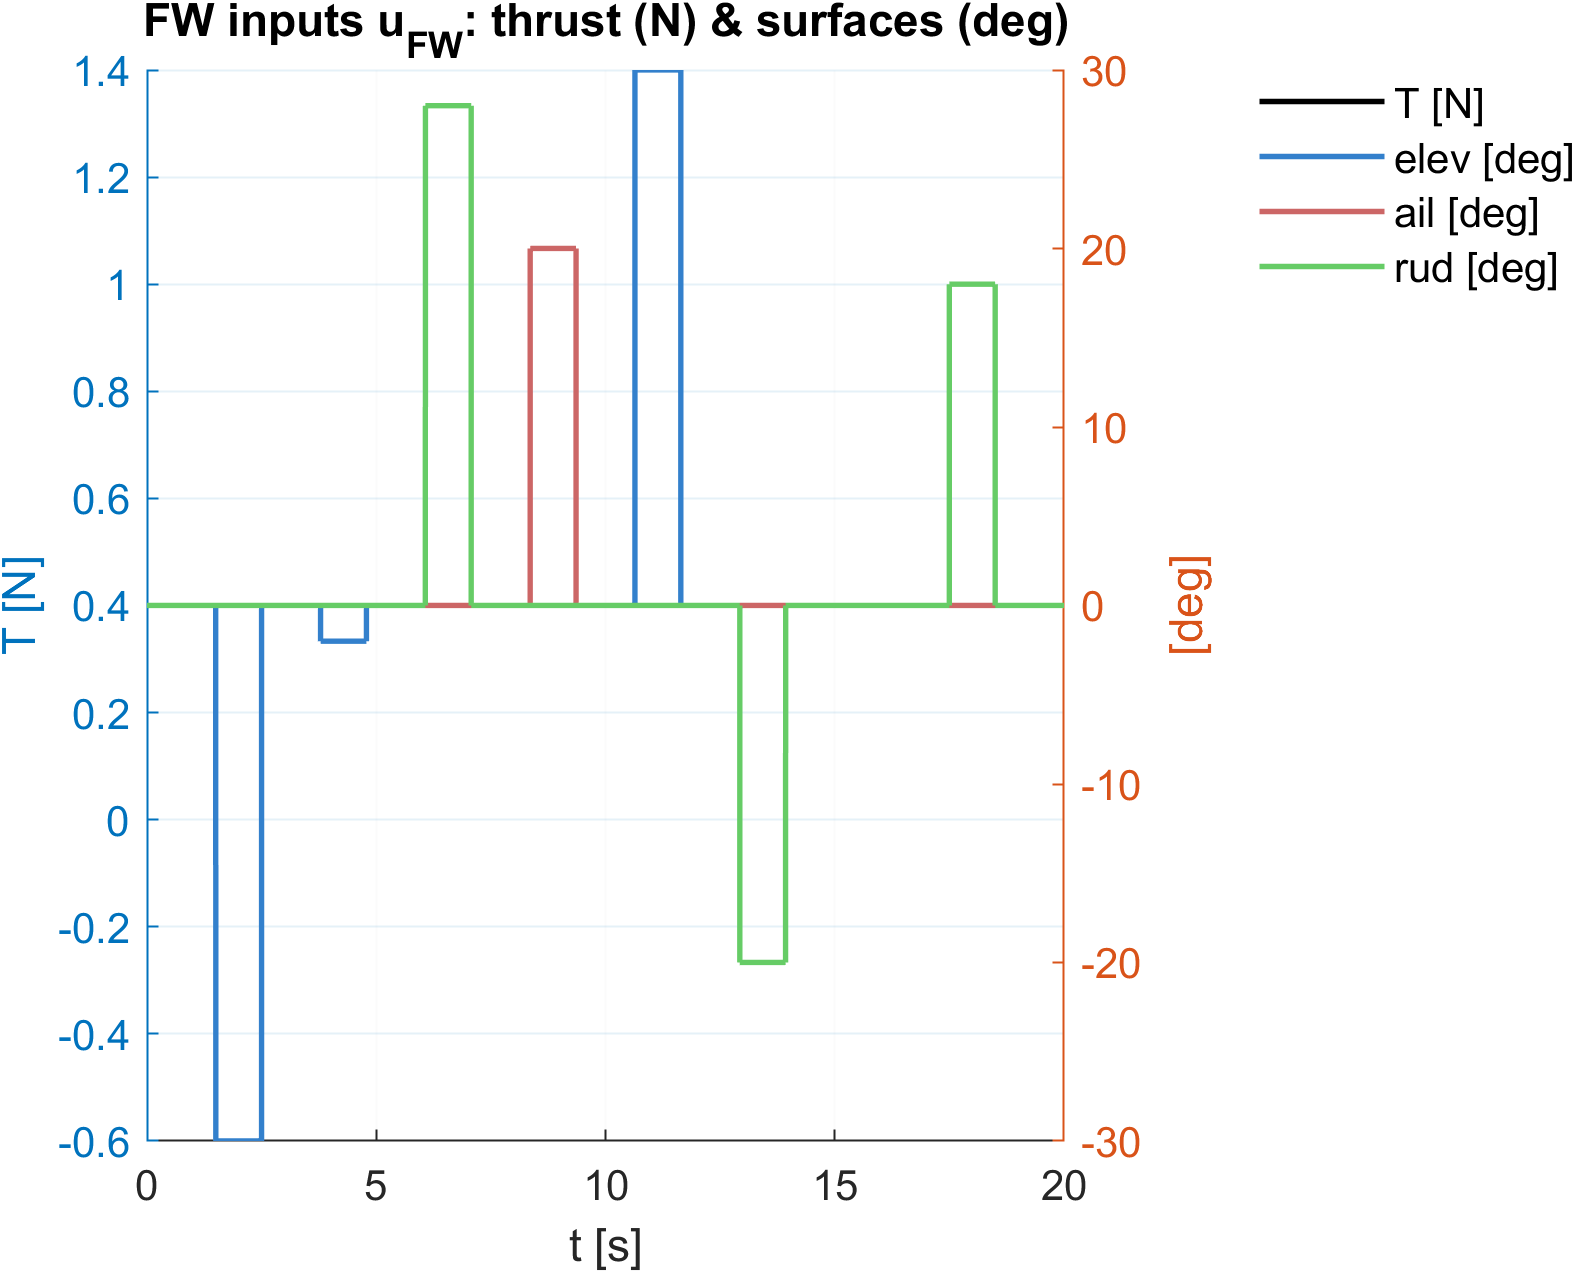 FW inputs u_FW: thrust (N) & surfaces (deg)
T [N]
elev [deg]
ail [deg]
rud [deg]
1.4
1.2
1
0.8
0.6
0.4
0.2
0
-0.2
-0.4
-0.6
T [N]
30
20
10
0
-10
-20
-30
[deg]
0 5 10 15 20
t [s]